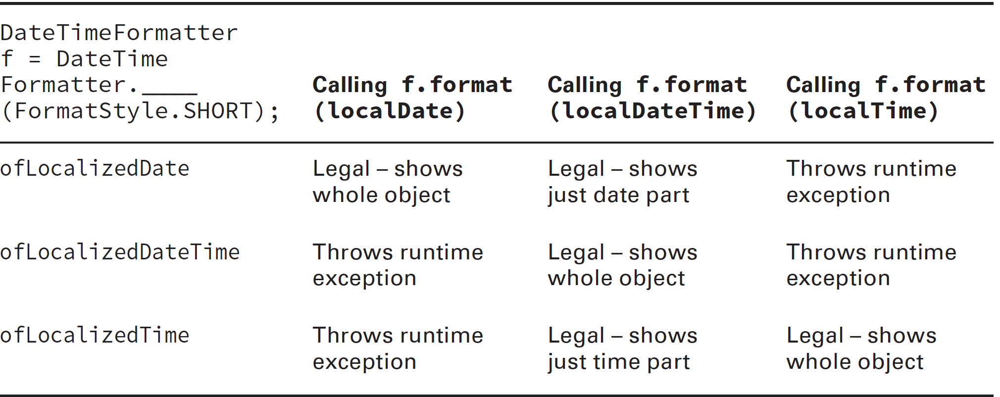 DateTimeFormatter
f = DateTime
Formatter._____ Calling f.format Calling f.format Calling f.format
(FormatStyle.SHORT); (localDate) (localDateTime) (localTime)
ofLocalizedDate Legal – shows Legal – shows Throws runtime
whole object just date part exception
ofLocalizedDateTime Throws runtime Legal – shows Throws runtime
exception whole object exception
ofLocalizedTime Throws runtime Legal – shows Legal – shows
exception just time part whole object